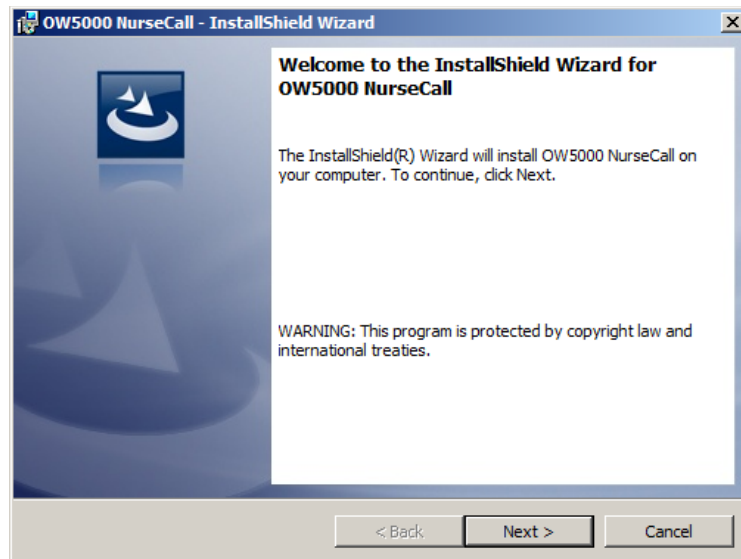 OW5000 NurseCall - InstallShield Wizard
Welcome to the InstallShield Wizard for
OW5000 NurseCall
The InstallShield(R) Wizard will install OW5000 NurseCall on
your computer. To continue, click Next.
WARNING: This program is protected by copyright law and
international treaties.
< Back
Next >
Cancel